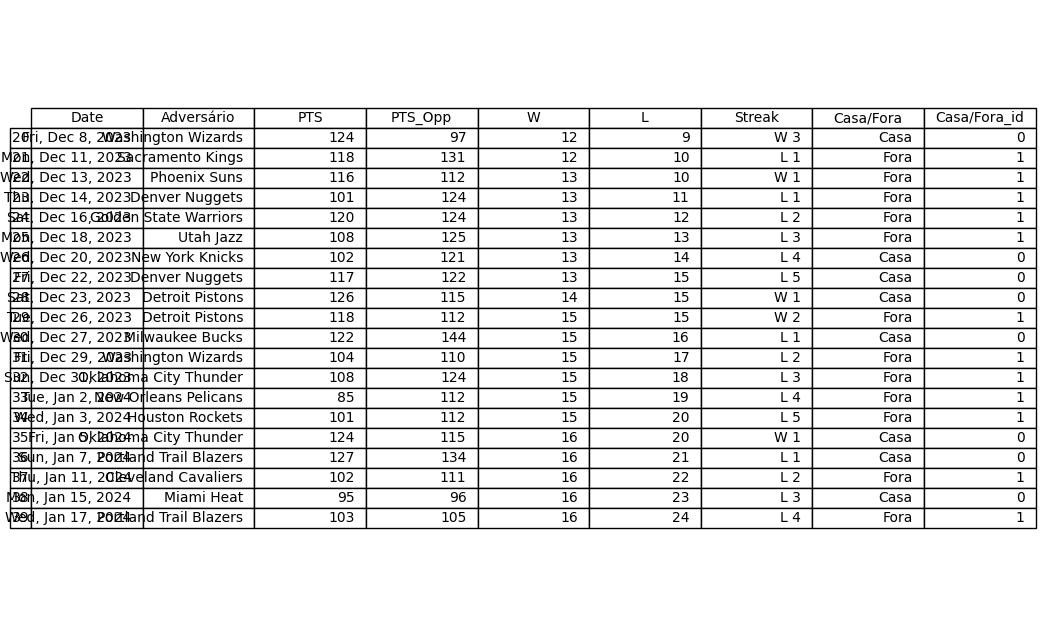 Date Adversário PTS PTS_Opp W L Streak Casa/Fora Casa/Fora_id
20 Fri, Dec 8, 2023 Washington Wizards 124 97 12 9 W 3 Casa 0
21 Mon, Dec 11, 2023 Sacramento Kings 118 131 12 10 L 1 Fora 1
22 Wed, Dec 13, 2023 Phoenix Suns 116 112 13 10 W 1 Fora 1
23 Thu, Dec 14, 2023 Denver Nuggets 101 124 13 11 L 1 Fora 1
24 Sat, Dec 16, 2023 Golden State Warriors 120 124 13 12 L 2 Fora 1
25 Mon, Dec 18, 2023 Utah Jazz 108 125 13 13 L 3 Fora 1
26 Wed, Dec 20, 2023 New York Knicks 102 121 13 14 L 4 Casa 0
27 Fri, Dec 22, 2023 Denver Nuggets 117 122 13 15 L 5 Casa 0
28 Sat, Dec 23, 2023 Detroit Pistons 126 115 14 15 W 1 Casa 0
29 Tue, Dec 26, 2023 Detroit Pistons 118 112 15 15 W 2 Fora 1
30 Wed, Dec 27, 2023 Milwaukee Bucks 122 144 15 16 L 1 Casa 0
31 Fri, Dec 29, 2023 Washington Wizards 104 110 15 17 L 2 Fora 1
32 Sun, Dec 31, 2023 Oklahoma City Thunder 108 124 15 18 L 3 Fora 1
33 Tue, Jan 2, 2024 New Orleans Pelicans 85 112 15 19 L 4 Fora 1
34 Wed, Jan 3, 2024 Houston Rockets 101 112 15 20 L 5 Fora 1
35 Fri, Jan 5, 2024 Oklahoma City Thunder 124 115 16 20 W 1 Casa 0
36 Sun, Jan 7, 2024 Portland Trail Blazers 127 134 16 21 L 1 Casa 0
37 Thu, Jan 11, 2024 Cleveland Cavaliers 102 111 16 22 L 2 Fora 1
38 Mon, Jan 15, 2024 Miami Heat 95 96 16 23 L 3 Casa 0
39 Wed, Jan 17, 2024 Portland Trail Blazers 103 105 16 24 L 4 Fora 1